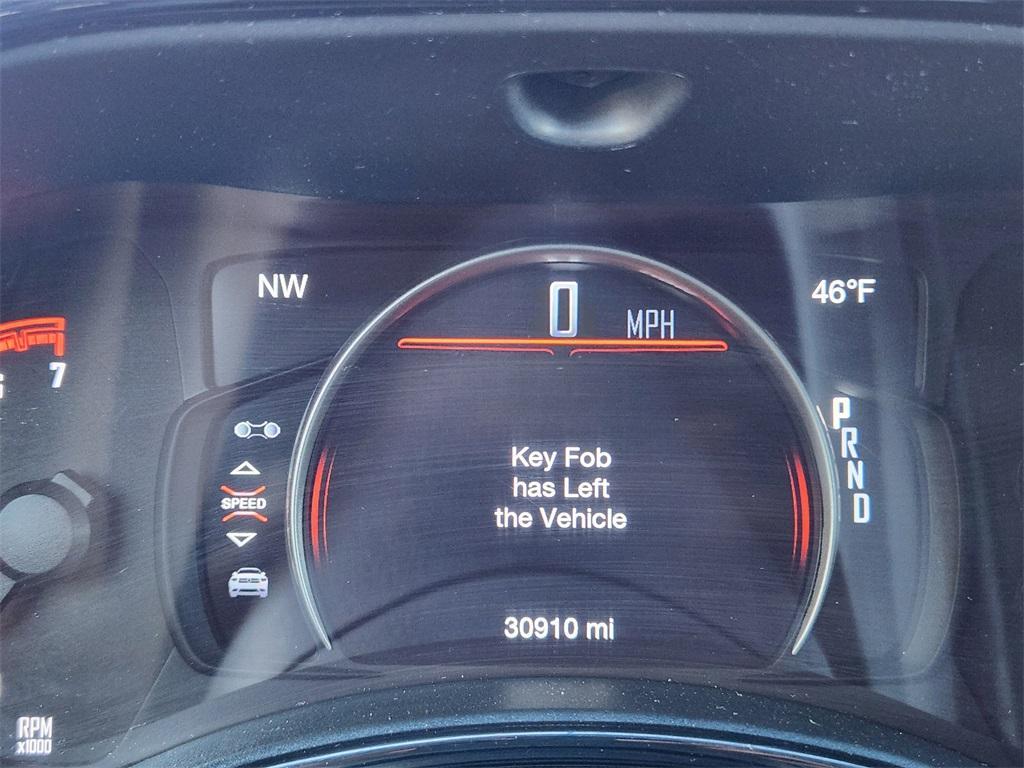 NW
0 MPH
46°F
7
P
R
N
D
SPEED
Key Fob
has Left
the Vehicle
30910 mi
RPM
x1000